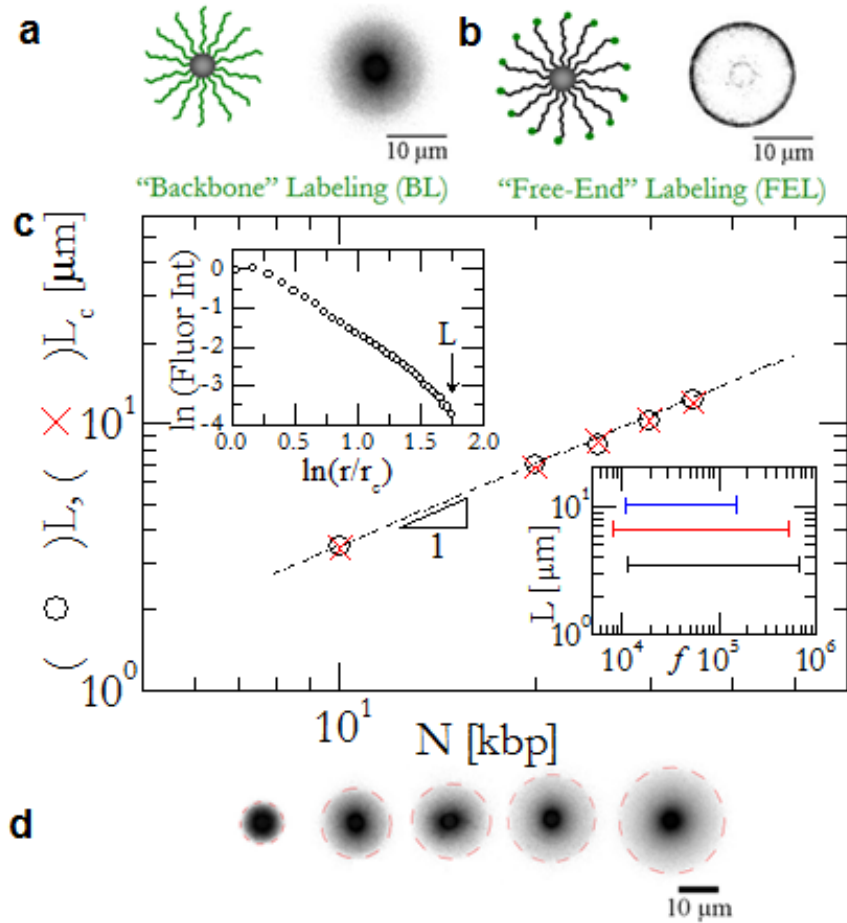 a
b
10 μm
10 μm
“Backbone” Labeling (BL)
“Free-End” Labeling (FEL)
c
( ○ )L, ( × )L_c [μm]
10^1
10^0
ln (Fluor Int)
0
-1
-2
-3
-4
L
0.0 0.5 1.0 1.5 2.0
ln(r/r_c)
1
L [μm]
10^1
10^0
10^4 f 10^5 10^6
10^1
N [kbp]
d
10 μm